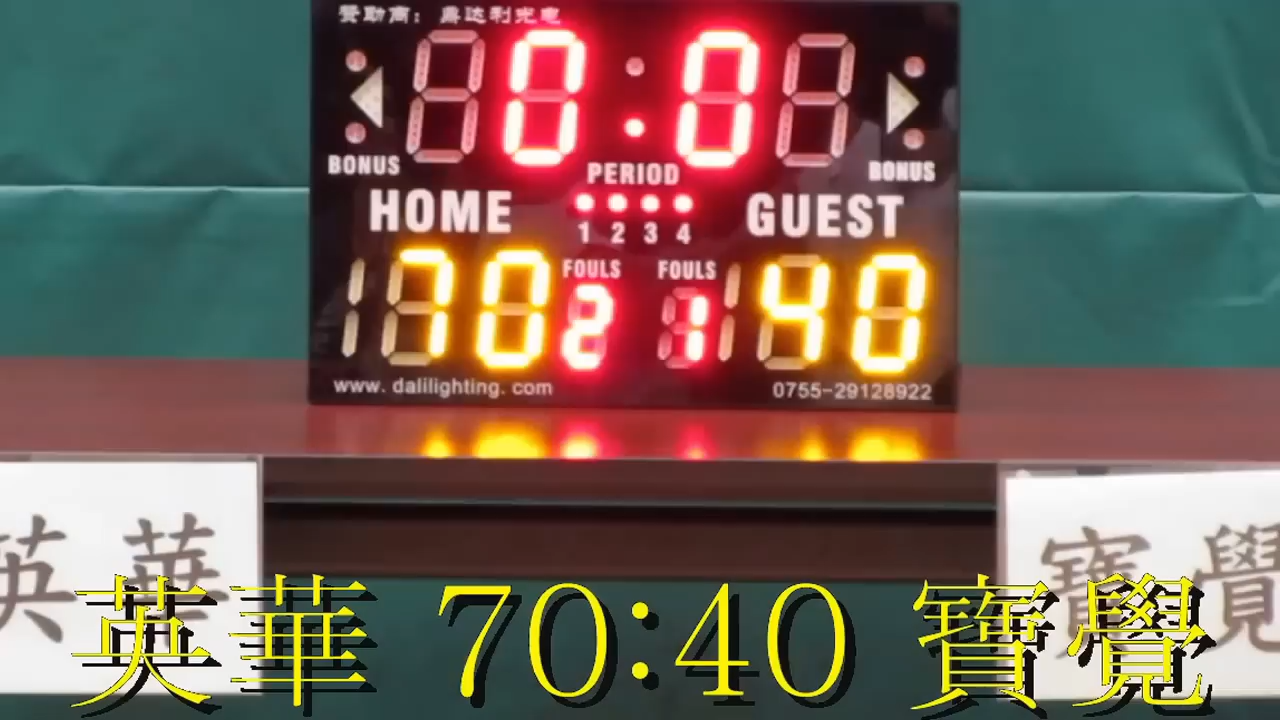 赞助商：鼎达利光电
0:0
BONUS
PERIOD
BONUS
HOME
1 2 3 4
GUEST
FOULS FOULS
70 2 1 40
www.dalilighting.com
0755-29128922
英華
寶覺
英華 70:40 寶覺